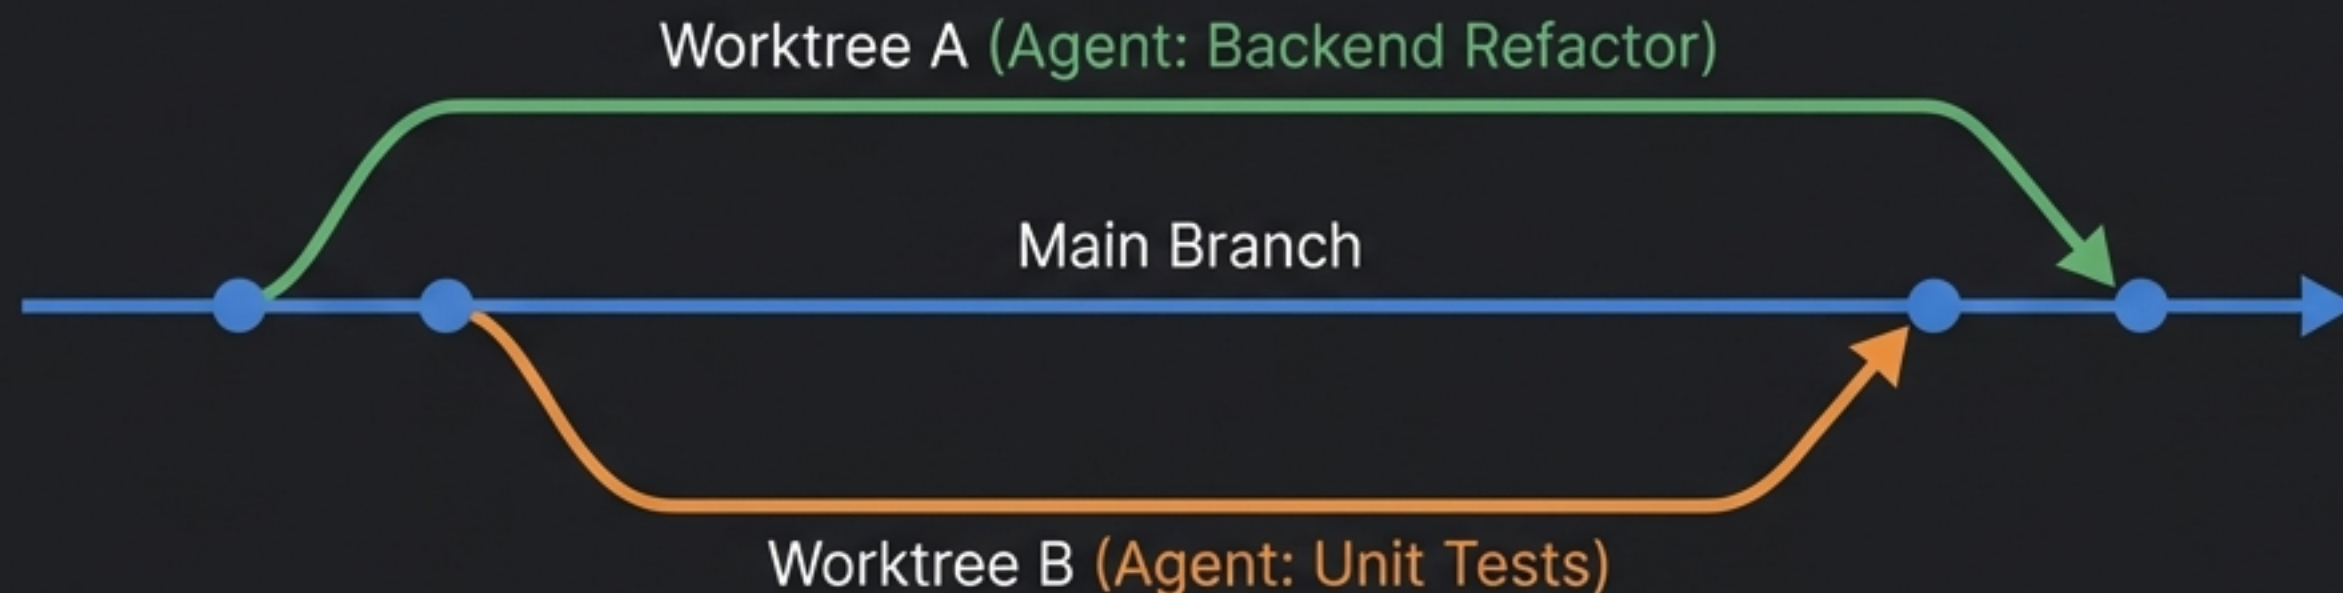 Worktree A (Agent: Backend Refactor)
Main Branch
Worktree B (Agent: Unit Tests)